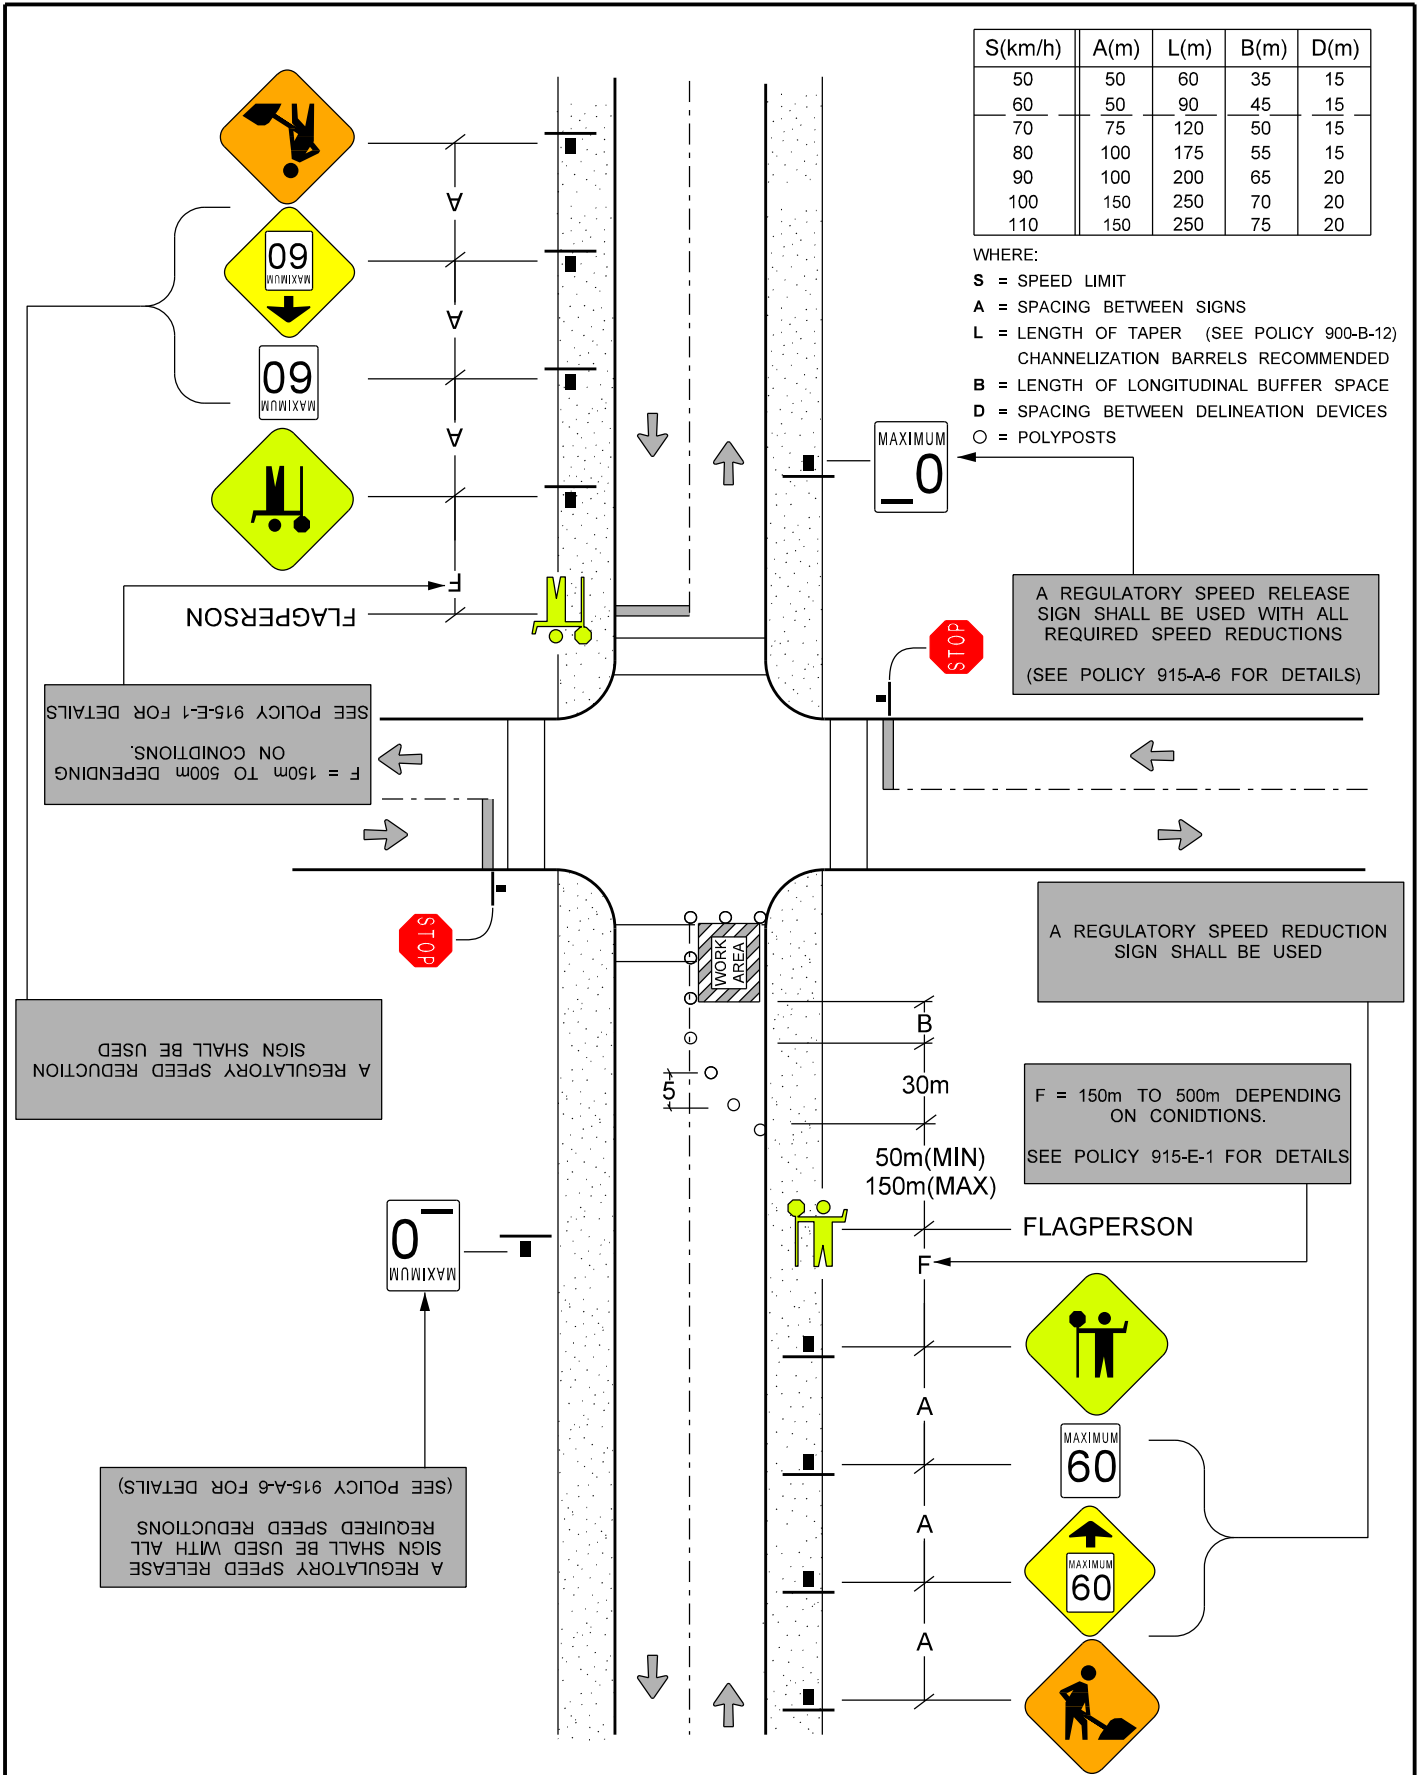 S(km/h) A(m) L(m) B(m) D(m)
50 50 60 35 15
60 50 90 45 15
70 75 120 50 15
80 100 175 55 15
90 100 200 65 20
100 150 250 70 20
110 150 250 75 20
WHERE:
S = SPEED LIMIT
A = SPACING BETWEEN SIGNS
L = LENGTH OF TAPER (SEE POLICY 900-B-12)
CHANNELIZATION BARRELS RECOMMENDED
B = LENGTH OF LONGITUDINAL BUFFER SPACE
D = SPACING BETWEEN DELINEATION DEVICES
= POLYPOSTS
A
MAXIMUM
60
A
MAXIMUM
60
A
F
FLAGPERSON
MAXIMUM
_0
A REGULATORY SPEED RELEASE
SIGN SHALL BE USED WITH ALL
REQUIRED SPEED REDUCTIONS
(SEE POLICY 915-A-6 FOR DETAILS)
STOP
F = 150m TO 500m DEPENDING
ON CONIDTIONS.
SEE POLICY 915-E-1 FOR DETAILS
STOP
WORK
AREA
A REGULATORY SPEED REDUCTION
SIGN SHALL BE USED
A REGULATORY SPEED REDUCTION
SIGN SHALL BE USED
B
30m
5
F = 150m TO 500m DEPENDING
ON CONIDTIONS.
SEE POLICY 915-E-1 FOR DETAILS
50m(MIN)
150m(MAX)
FLAGPERSON
F
MAXIMUM
_0
A
MAXIMUM
60
A REGULATORY SPEED RELEASE
SIGN SHALL BE USED WITH ALL
REQUIRED SPEED REDUCTIONS
(SEE POLICY 915-A-6 FOR DETAILS)
A
MAXIMUM
60
A